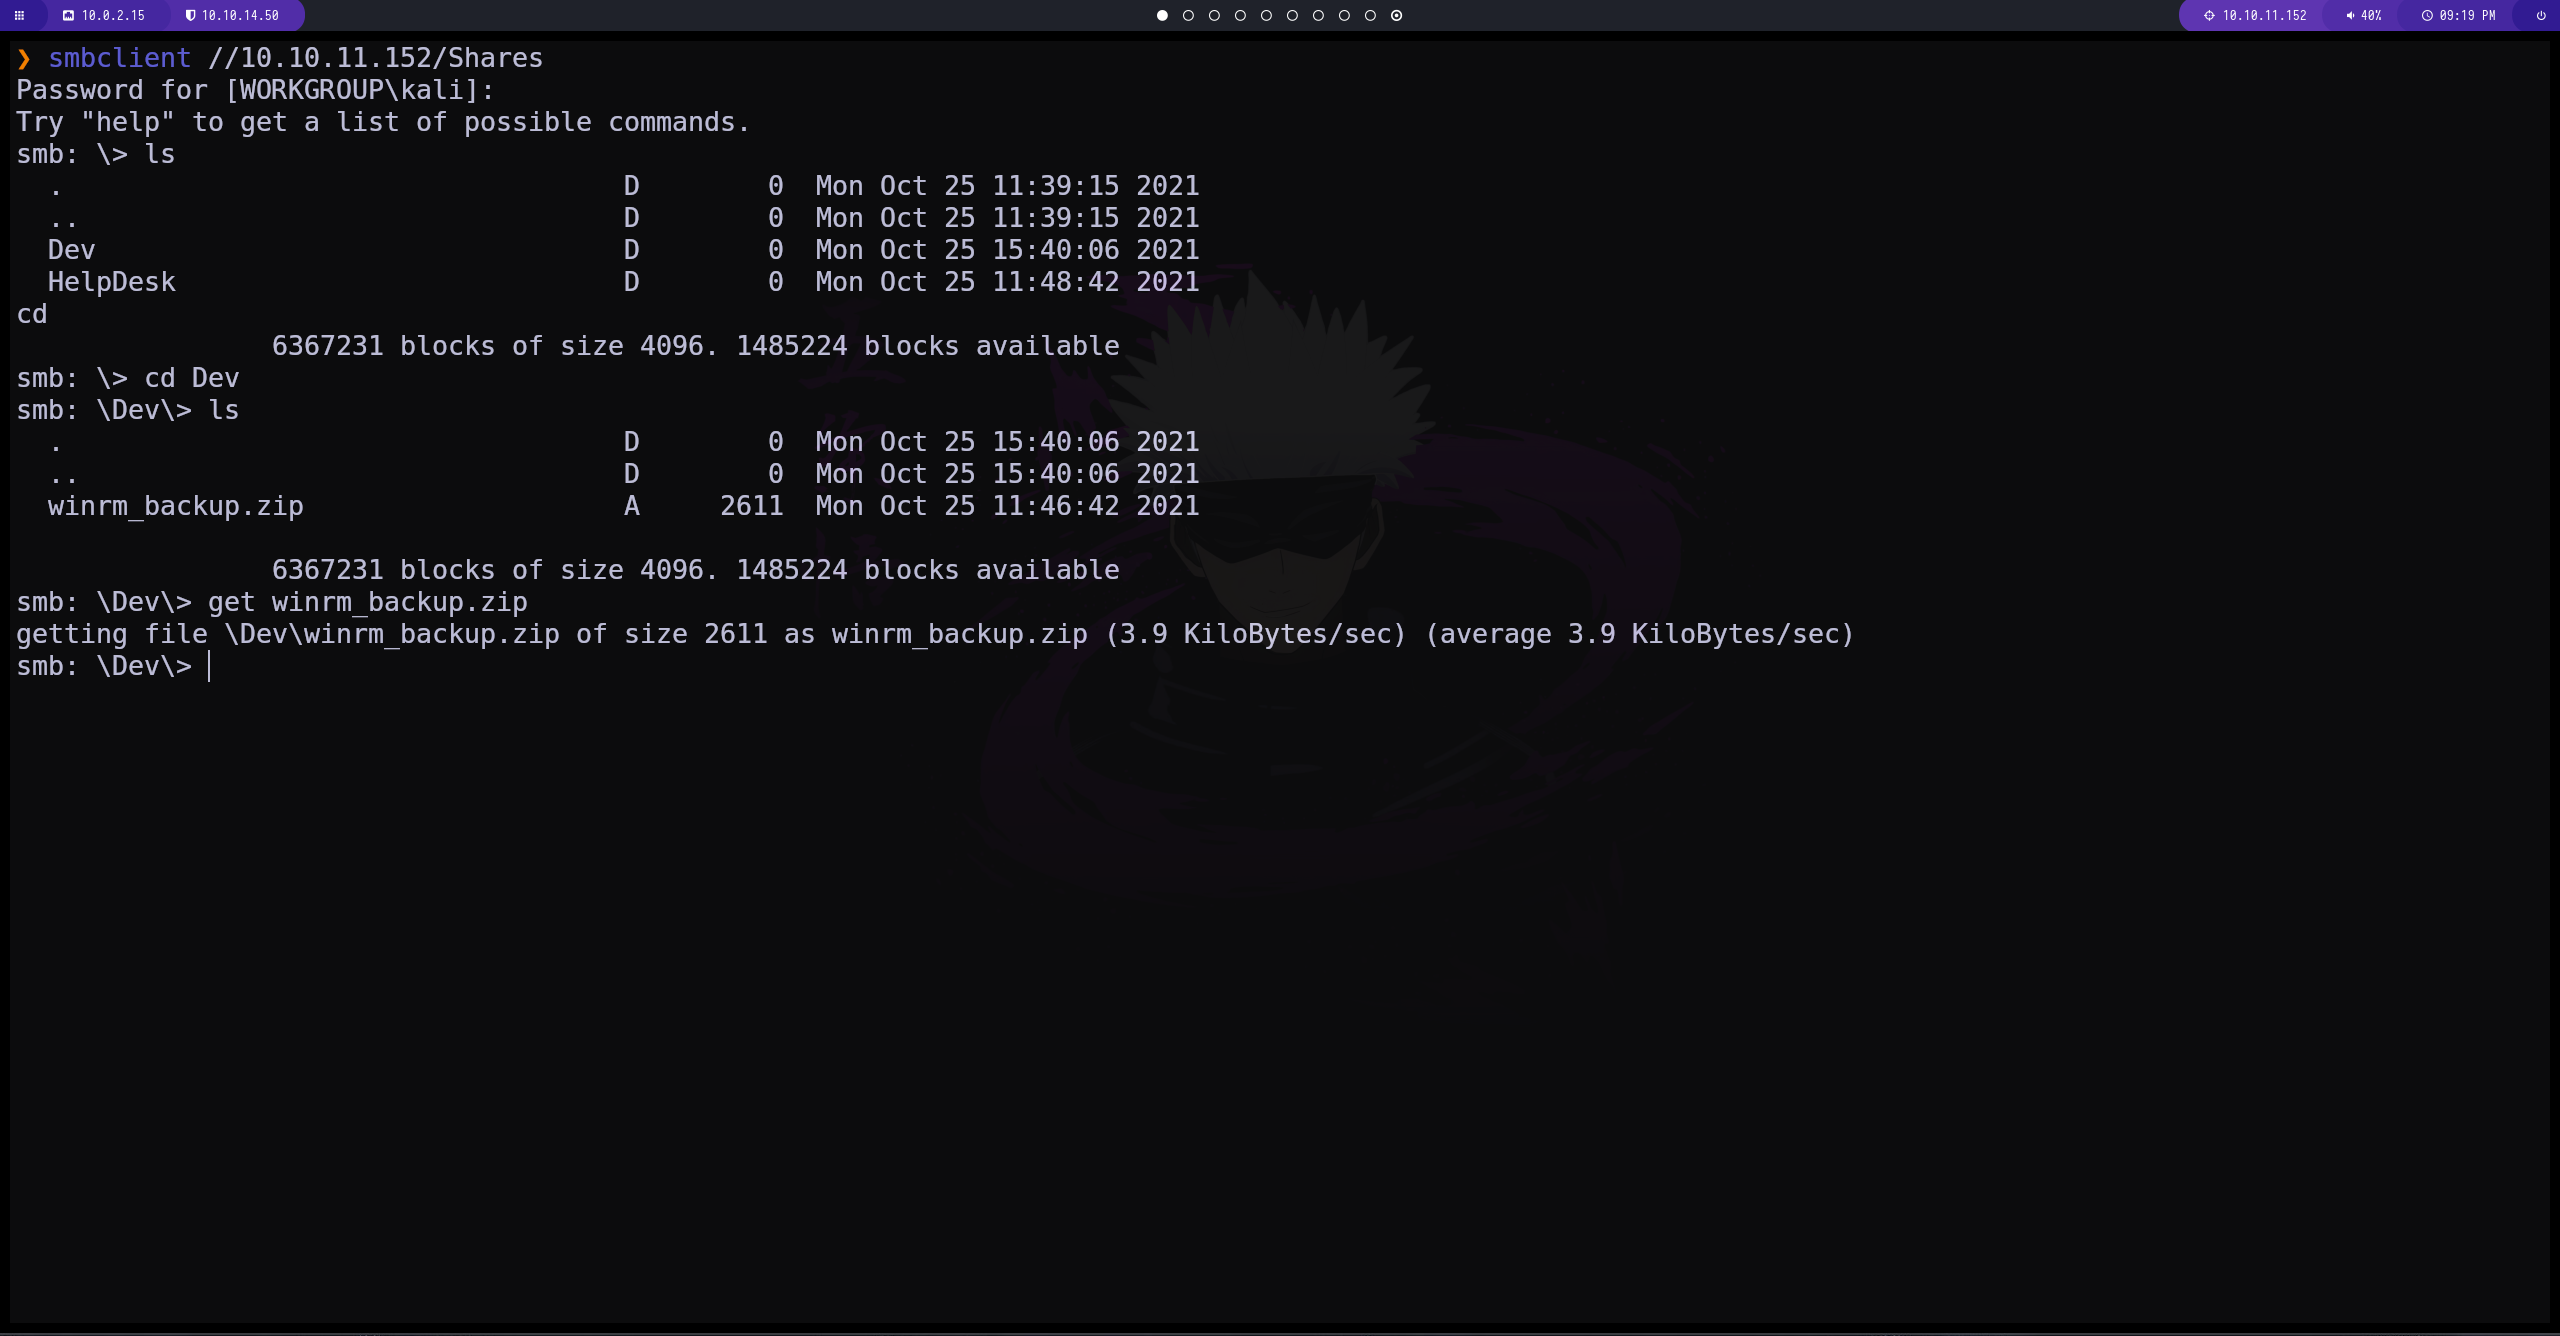 10.0.2.15 10.10.14.50 10.10.11.152 40% 09:19 PM
❯ smbclient //10.10.11.152/Shares
Password for [WORKGROUP\kali]:
Try "help" to get a list of possible commands.
smb: \> ls
  .                                   D        0  Mon Oct 25 11:39:15 2021
  ..                                  D        0  Mon Oct 25 11:39:15 2021
  Dev                                 D        0  Mon Oct 25 15:40:06 2021
  HelpDesk                            D        0  Mon Oct 25 11:48:42 2021
cd
                6367231 blocks of size 4096. 1485224 blocks available
smb: \> cd Dev
smb: \Dev\> ls
  .                                   D        0  Mon Oct 25 15:40:06 2021
  ..                                  D        0  Mon Oct 25 15:40:06 2021
  winrm_backup.zip                    A     2611  Mon Oct 25 11:46:42 2021
                6367231 blocks of size 4096. 1485224 blocks available
smb: \Dev\> get winrm_backup.zip
getting file \Dev\winrm_backup.zip of size 2611 as winrm_backup.zip (3.9 KiloBytes/sec) (average 3.9 KiloBytes/sec)
smb: \Dev\>